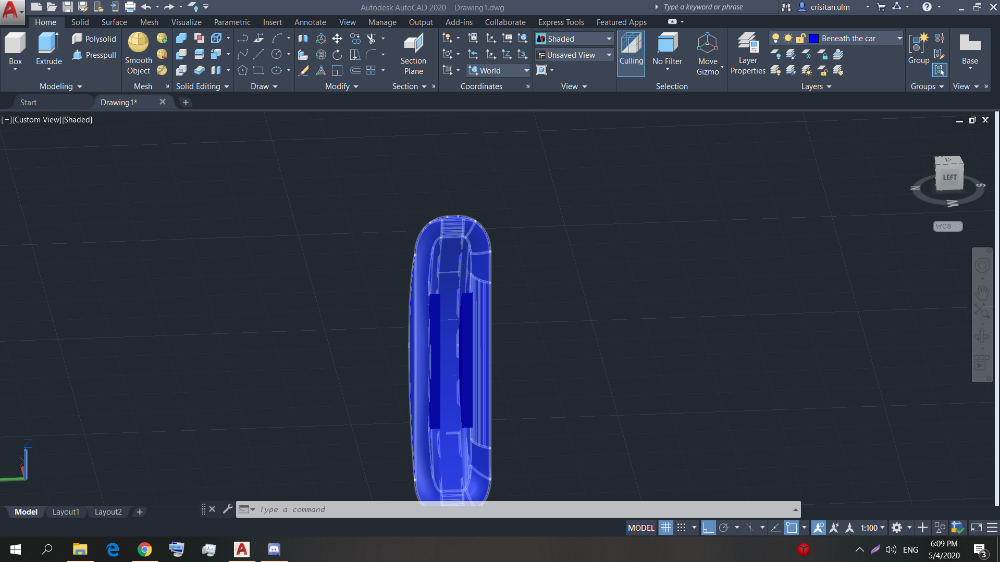 Autodesk AutoCAD 2020 Drawing1.dwg
Type a keyword or phrase
crisitan.ulm
Home Solid Surface Mesh Visualize Parametric Insert Annotate View Manage Output Add-ins Collaborate Express Tools Featured Apps
Box
Extrude
Polysolid
Presspull
Smooth
Object
Section
Plane
World
Shaded
Unsaved View
Culling
No Filter
Move
Gizmo
Layer
Properties
Beneath the car
Group
Base
Modeling Mesh Solid Editing Draw Modify Section Coordinates View Selection Layers Groups View
Start Drawing1*
[−][Custom View][Shaded]
LEFT
N
S
W
WCS
Z
Model Layout1 Layout2
Type a command
MODEL 1:100
ENG
6:09 PM
5/4/2020
3